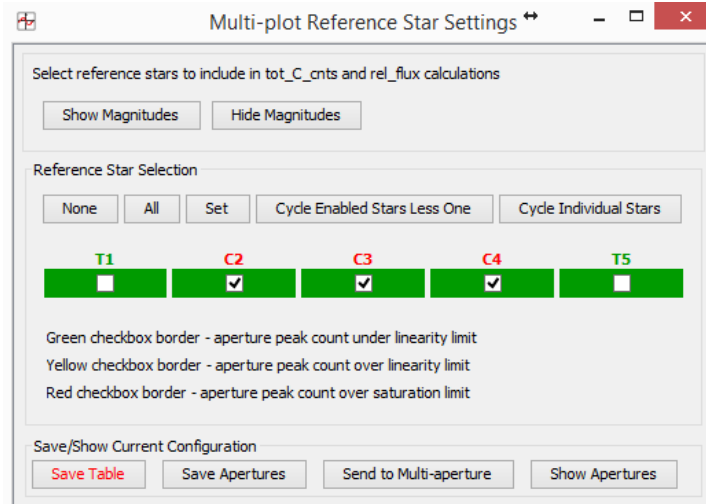 Multi-plot Reference Star Settings
Select reference stars to include in tot_C_cnts and rel_flux calculations
Show Magnitudes Hide Magnitudes
Reference Star Selection
None All Set Cycle Enabled Stars Less One Cycle Individual Stars
T1 C2 C3 C4 T5
Green checkbox border - aperture peak count under linearity limit
Yellow checkbox border - aperture peak count over linearity limit
Red checkbox border - aperture peak count over saturation limit
Save/Show Current Configuration
Save Table Save Apertures Send to Multi-aperture Show Apertures